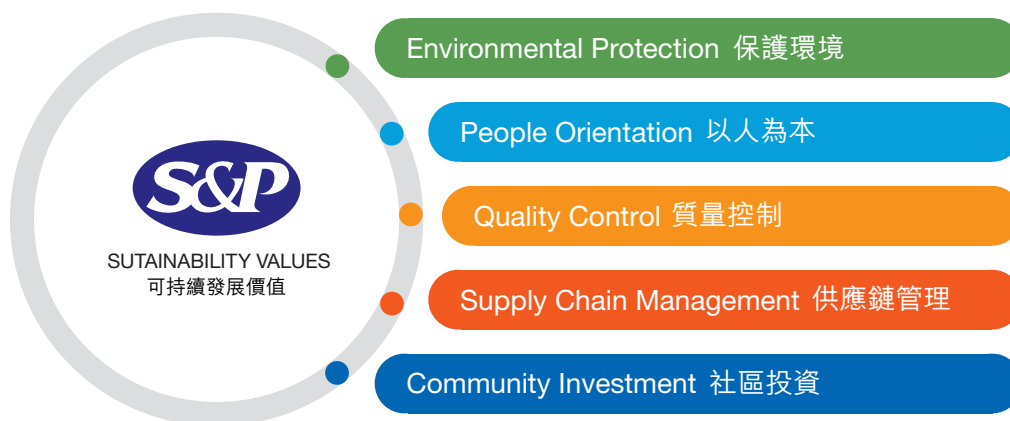 Environmental Protection 保護環境
People Orientation 以人為本
S&P
Quality Control 質量控制
SUTAINABILITY VALUES
可持續發展價值
Supply Chain Management 供應鏈管理
Community Investment 社區投資